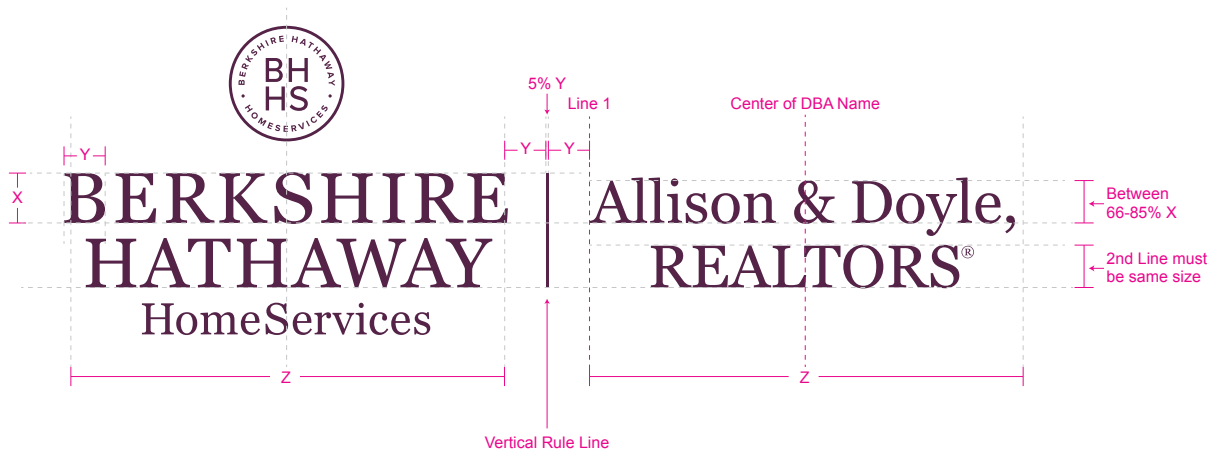 BERKSHIRE HATHAWAY
BH
HS
• HOMESERVICES •
5% Y
Line 1
Center of DBA Name
Y
Y
Y
X
BERKSHIRE
Allison & Doyle,
Between
66-85% X
HATHAWAY
REALTORS®
2nd Line must
be same size
HomeServices
Z
Z
Vertical Rule Line